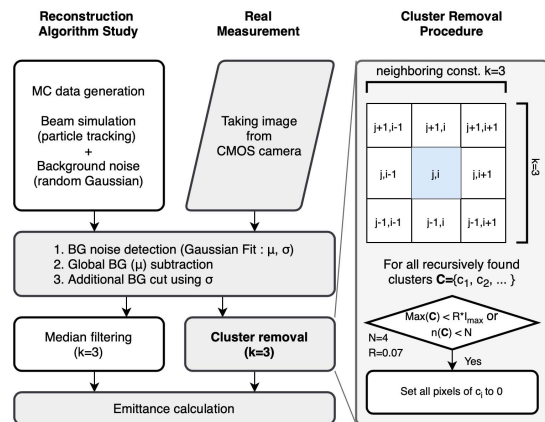 Reconstruction
Algorithm Study
Real
Measurement
Cluster Removal
Procedure
MC data generation
Beam simulation
(particle tracking)
+
Background noise
(random Gaussian)
Taking image
from
CMOS camera
1. BG noise detection (Gaussian Fit : μ, σ)
2. Global BG (μ) subtraction
3. Additional BG cut using σ
Median filtering
(k=3)
Cluster removal
(k=3)
Emittance calculation
neighboring const. k=3
j+1,i-1 j+1,i j+1,i+1
j,i-1 j,i j,i+1
j-1,i-1 j-1,i j-1,i+1
k=3
For all recursively found
clusters C={c₁, c₂, ... }
Max(C) < R*Iₘₐₓ or
n(C) < N
N=4
R=0.07
Yes
Set all pixels of cᵢ to 0